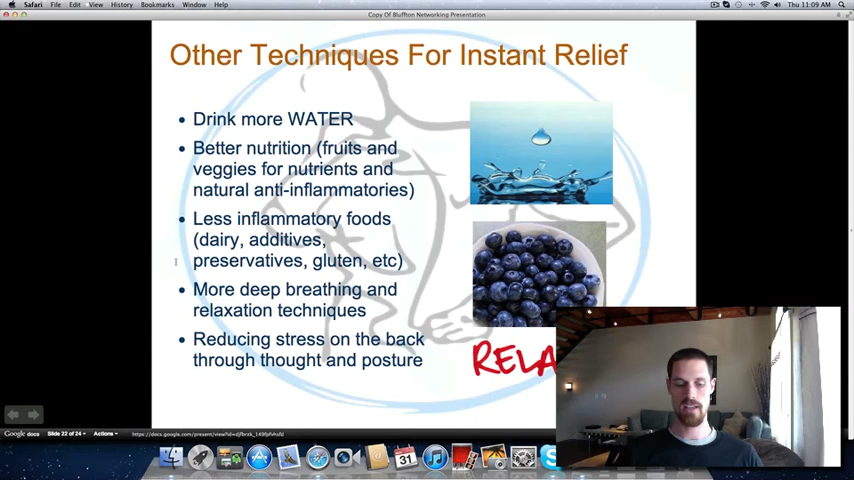 Safari File Edit View History Bookmarks Window Help Thu 11:09 AM
Copy Of Bluffton Networking Presentation
Other Techniques For Instant Relief
• Drink more WATER
• Better nutrition (fruits and
veggies for nutrients and
natural anti-inflammatories)
• Less inflammatory foods
(dairy, additives,
preservatives, gluten, etc)
• More deep breathing and
relaxation techniques
• Reducing stress on the back
through thought and posture
RELA
Google docs Slide 22 of 24 Actions
31